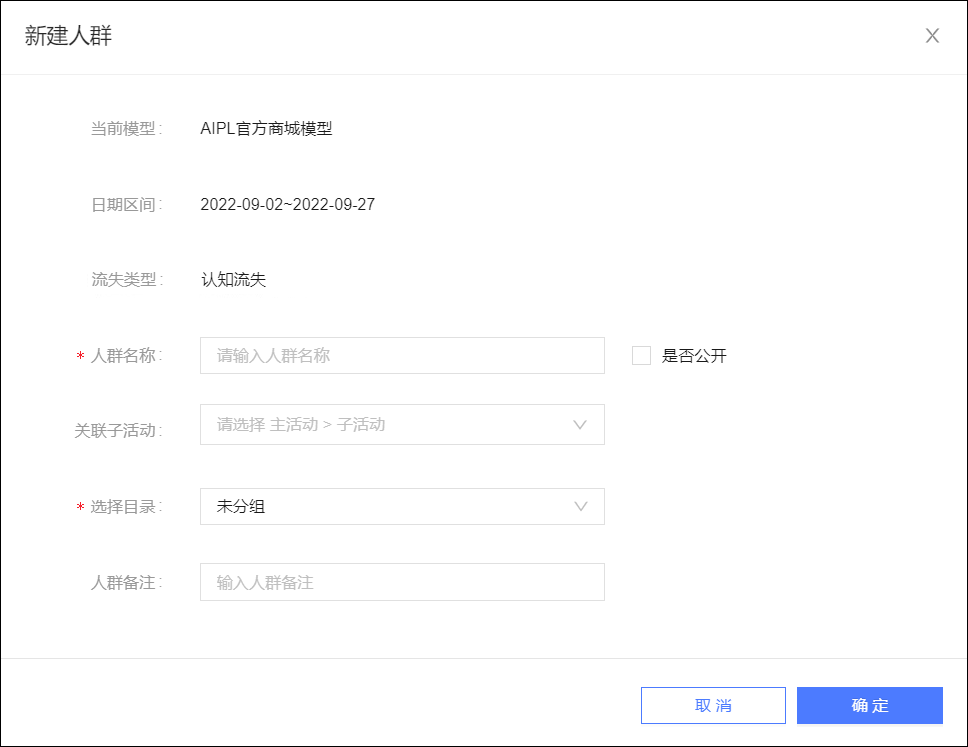 新建人群
当前模型: AIPL官方商城模型
日期区间: 2022-09-02~2022-09-27
流失类型: 认知流失
* 人群名称: 请输入人群名称 是否公开
关联子活动: 请选择 主活动 > 子活动
* 选择目录: 未分组
人群备注: 输入人群备注
取消 确定